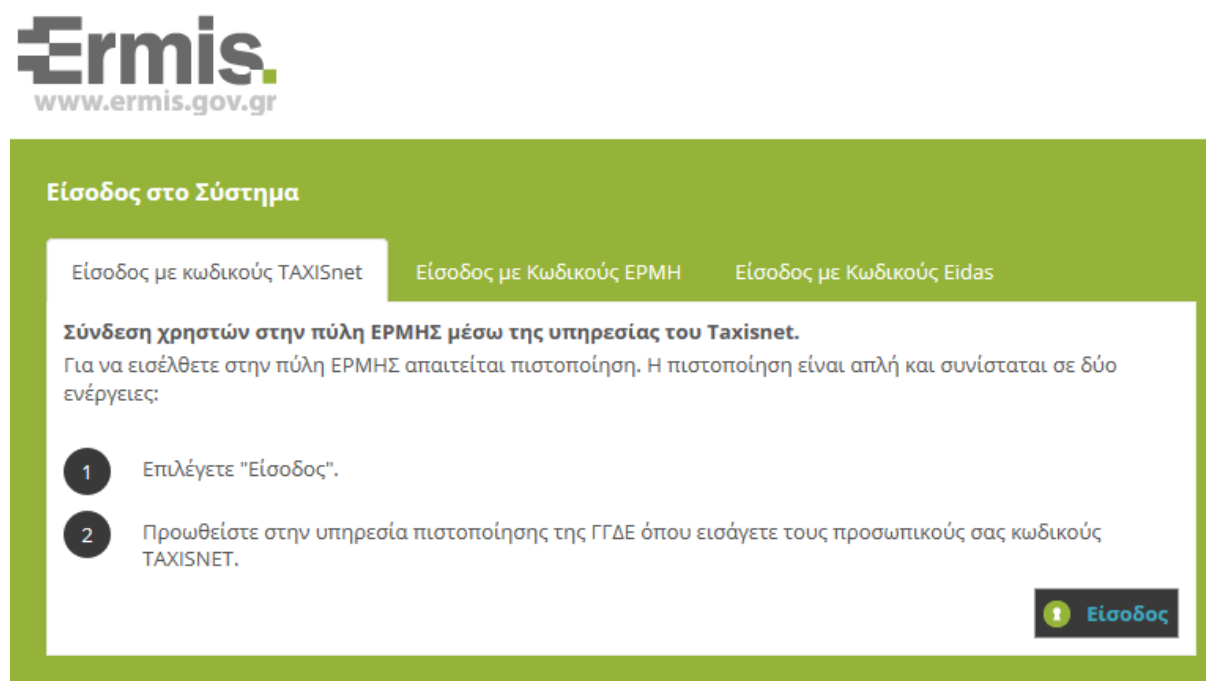 Ermis.
www.ermis.gov.gr
Είσοδος στο Σύστημα
Είσοδος με κωδικούς TAXISnet
Είσοδος με Κωδικούς ΕΡΜΗ
Είσοδος με Κωδικούς Eidas
Σύνδεση χρηστών στην πύλη ΕΡΜΗΣ μέσω της υπηρεσίας του Taxisnet.
Για να εισέλθετε στην πύλη ΕΡΜΗΣ απαιτείται πιστοποίηση. Η πιστοποίηση είναι απλή και συνίσταται σε δύο
ενέργειες:
1 Επιλέγετε "Είσοδος".
2 Προωθείστε στην υπηρεσία πιστοποίησης της ΓΓΔΕ όπου εισάγετε τους προσωπικούς σας κωδικούς
TAXISNET.
Είσοδος